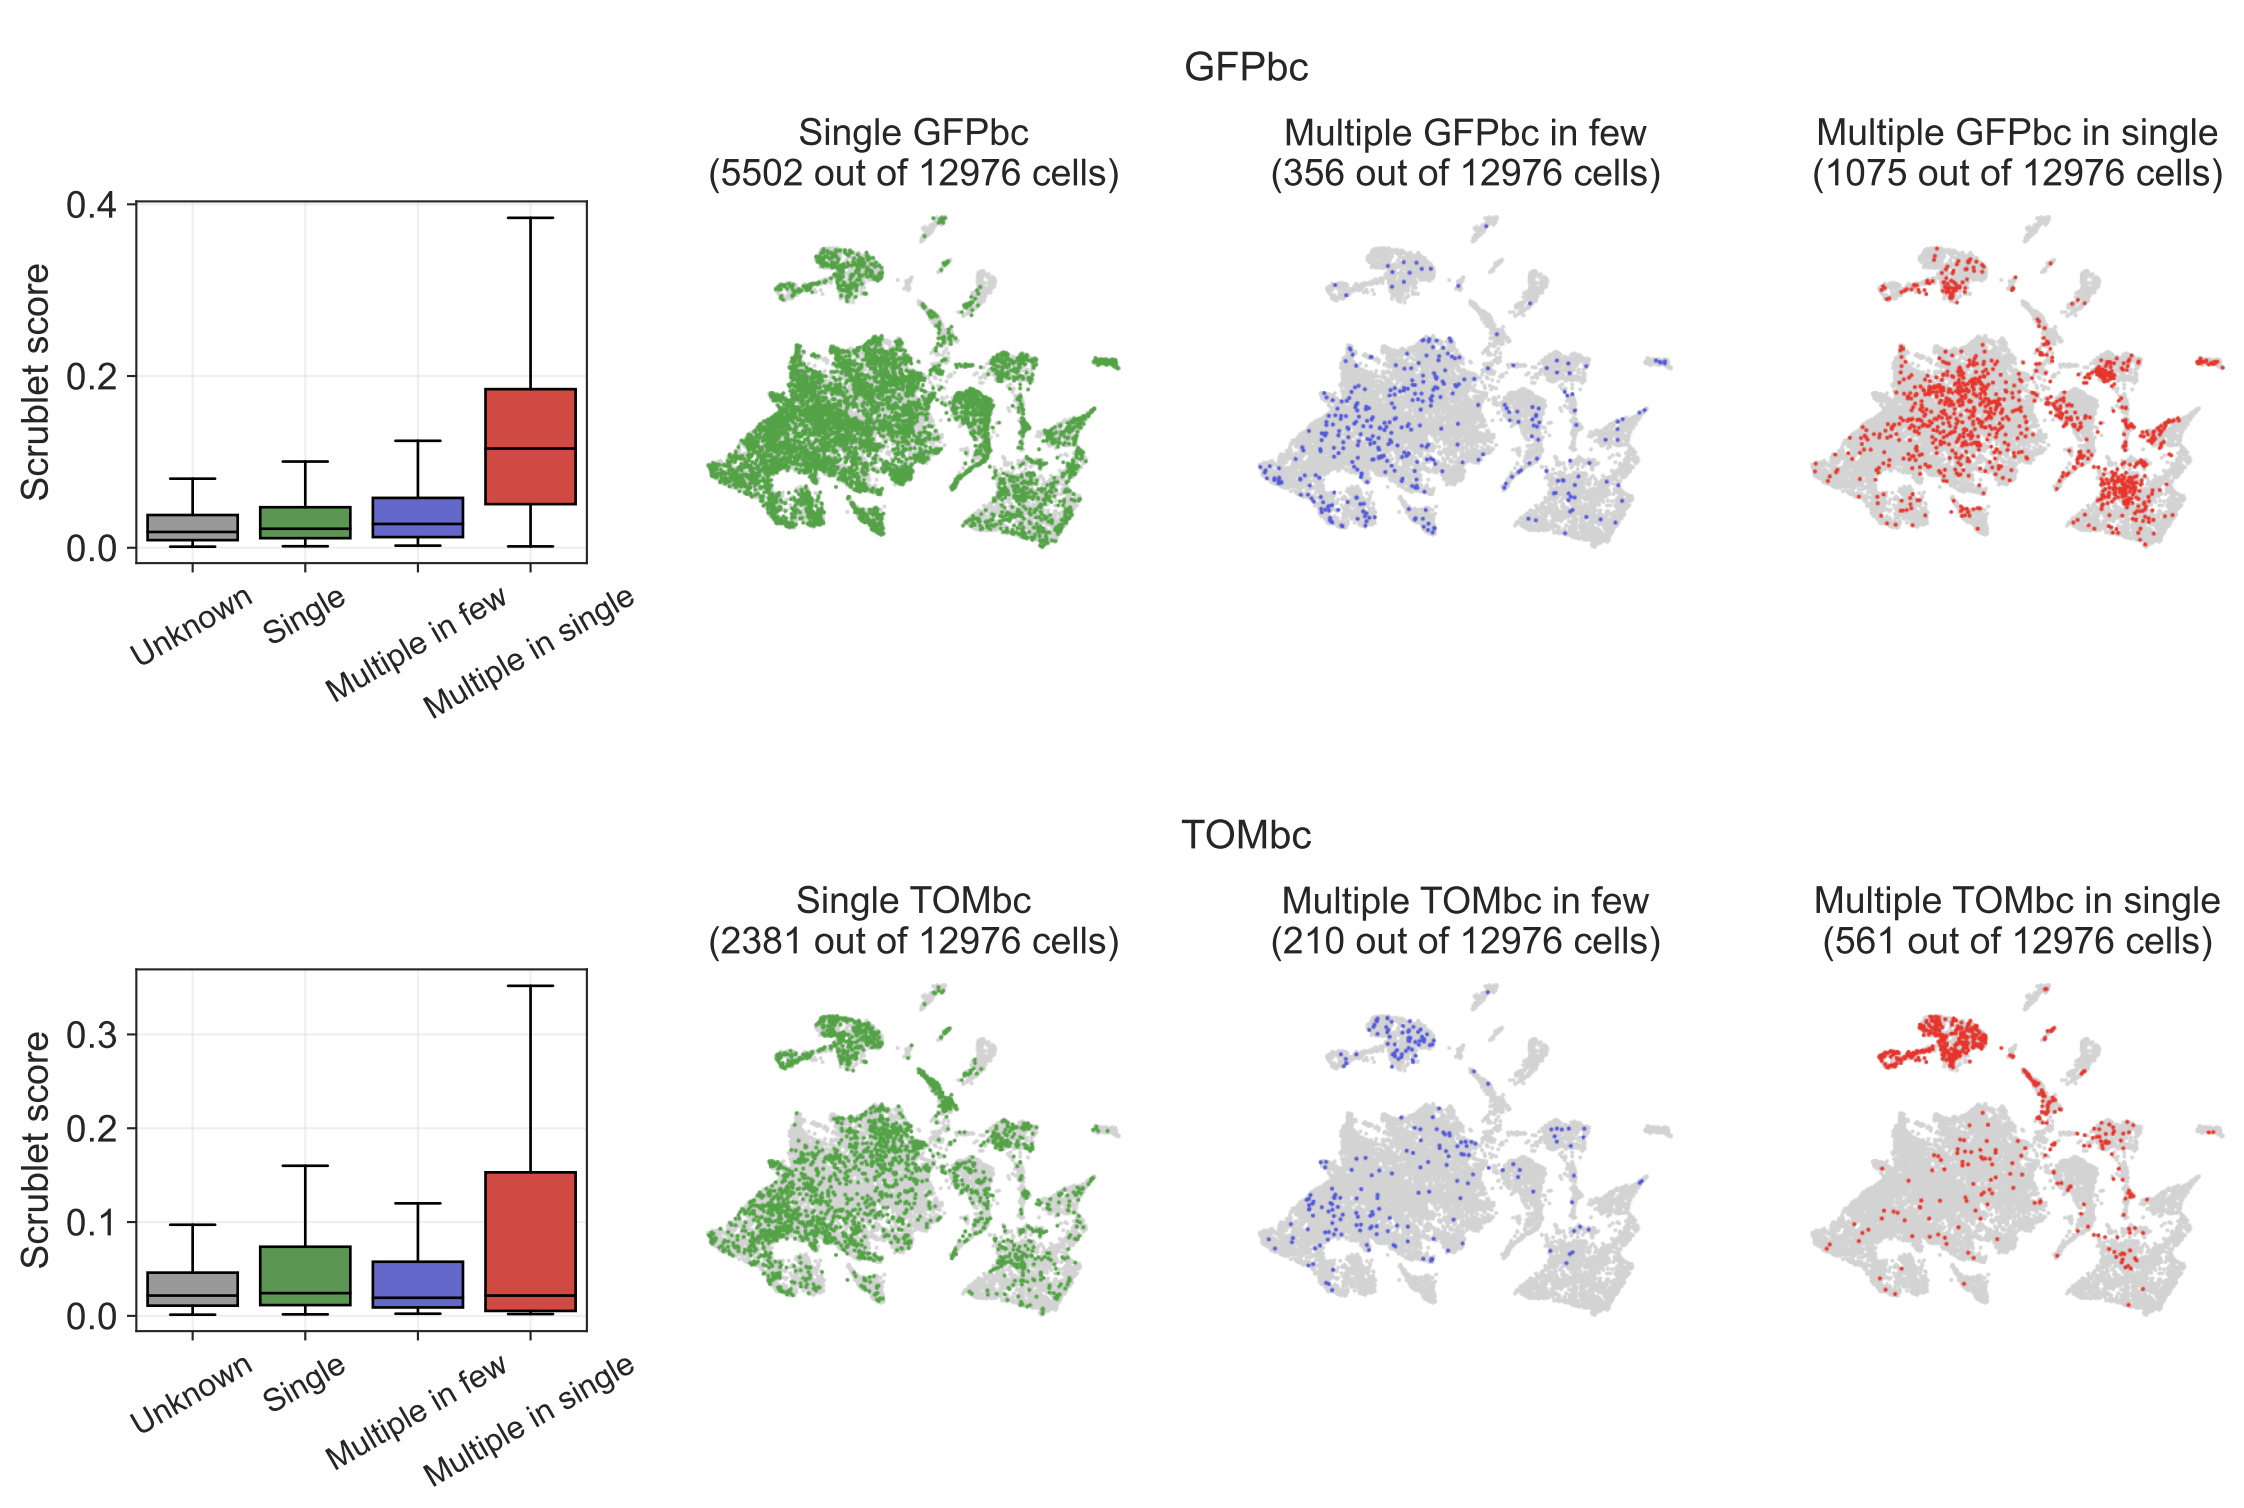 GFPbc
Single GFPbc
(5502 out of 12976 cells)
Multiple GFPbc in few
(356 out of 12976 cells)
Multiple GFPbc in single
(1075 out of 12976 cells)
Scrublet score
0.4
0.2
0.0
Unknown
Single
Multiple in few
Multiple in single
TOMbc
Single TOMbc
(2381 out of 12976 cells)
Multiple TOMbc in few
(210 out of 12976 cells)
Multiple TOMbc in single
(561 out of 12976 cells)
Scrublet score
0.3
0.2
0.1
0.0
Unknown
Single
Multiple in few
Multiple in single